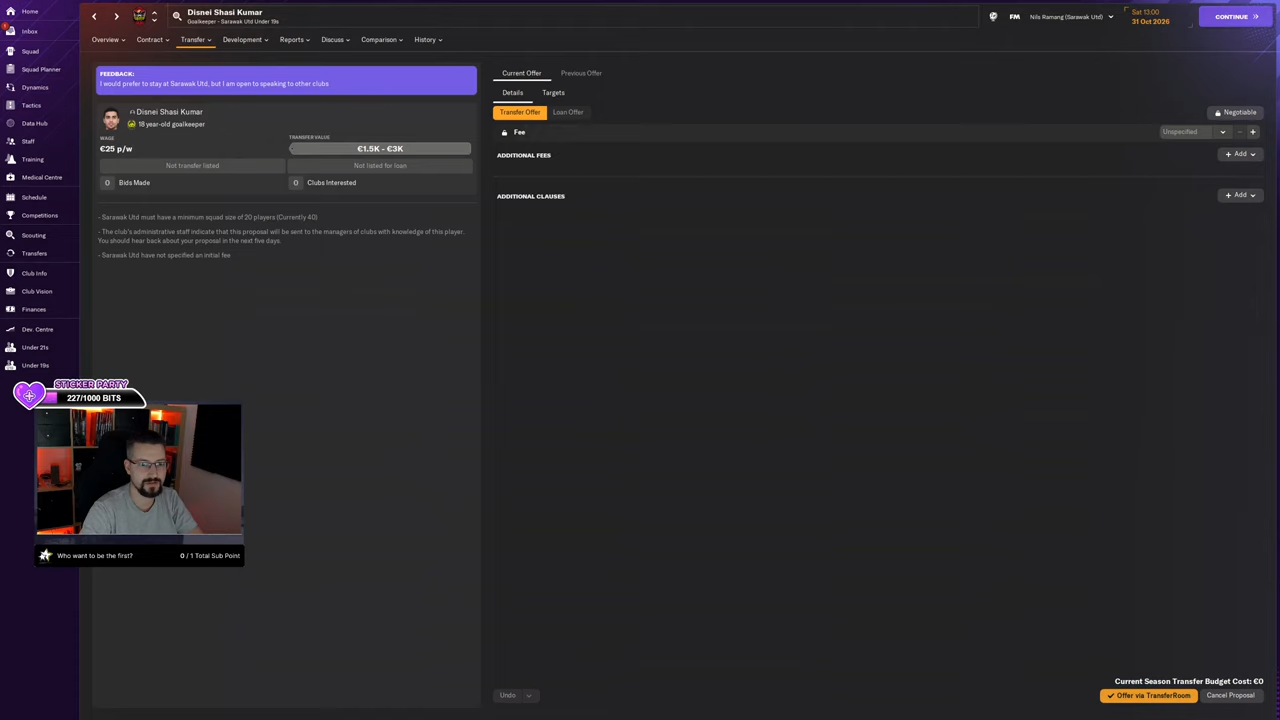 Home
Inbox
Squad
Squad Planner
Dynamics
Tactics
Data Hub
Staff
Training
Medical Centre
Schedule
Competitions
Scouting
Transfers
Club Info
Club Vision
Finances
Dev. Centre
Under 21s
Under 19s
Disnei Shasi Kumar
Goalkeeper - Sarawak Utd Under 19s
FM
Nils Ramang (Sarawak Utd)
Sat 13:00
31 Oct 2026
CONTINUE
Overview
Contract
Transfer
Development
Reports
Discuss
Comparison
History
FEEDBACK:
I would prefer to stay at Sarawak Utd, but I am open to speaking to other clubs
Disnei Shasi Kumar
18 year-old goalkeeper
WAGE
€25 p/w
TRANSFER VALUE
€1.5K - €3K
Not transfer listed
Not listed for loan
0 Bids Made
0 Clubs Interested
- Sarawak Utd must have a minimum squad size of 20 players (Currently 40)
- The club's administrative staff indicate that this proposal will be sent to the managers of clubs with knowledge of this player.
You should hear back about your proposal in the next five days.
- Sarawak Utd have not specified an initial fee
Current Offer
Previous Offer
Details
Targets
Transfer Offer
Loan Offer
Negotiable
Fee
Unspecified
ADDITIONAL FEES
+ Add
ADDITIONAL CLAUSES
+ Add
STICKER PARTY
227/1000 BITS
Who want to be the first?
0 / 1 Total Sub Point
Undo
Current Season Transfer Budget Cost: €0
Offer via TransferRoom
Cancel Proposal